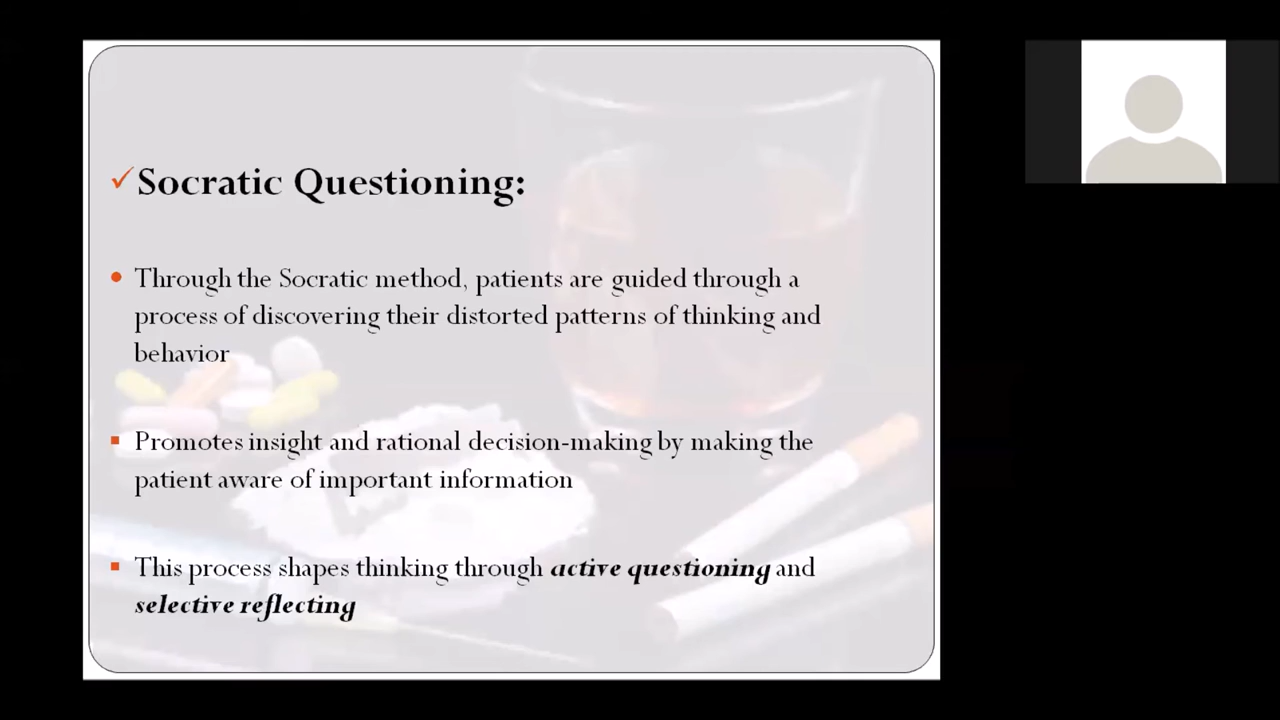 ✓Socratic Questioning:
• Through the Socratic method, patients are guided through a
process of discovering their distorted patterns of thinking and
behavior
▪ Promotes insight and rational decision-making by making the
patient aware of important information
▪ This process shapes thinking through active questioning and
selective reflecting